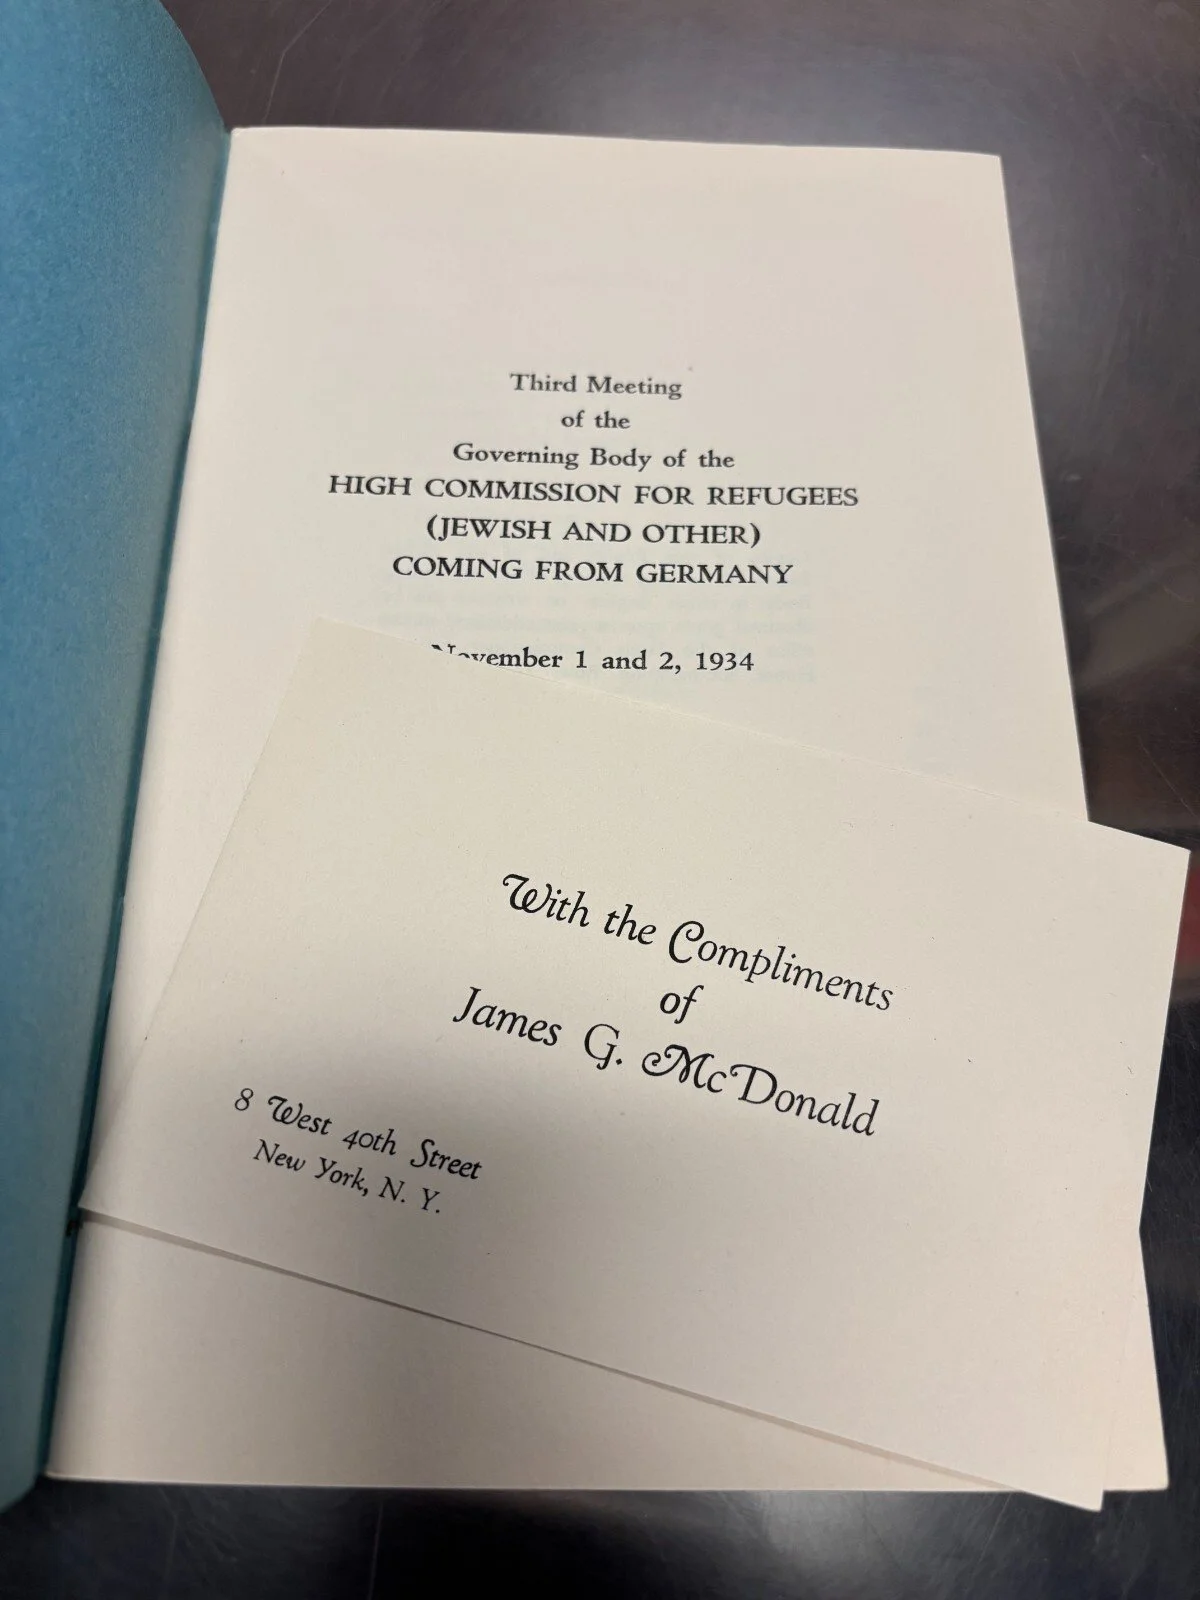 Third Meeting
of the
Governing Body of the
HIGH COMMISSION FOR REFUGEES
(JEWISH AND OTHER)
COMING FROM GERMANY
November 1 and 2, 1934
With the Compliments
of
James G. McDonald
8 West 40th Street
New York, N. Y.